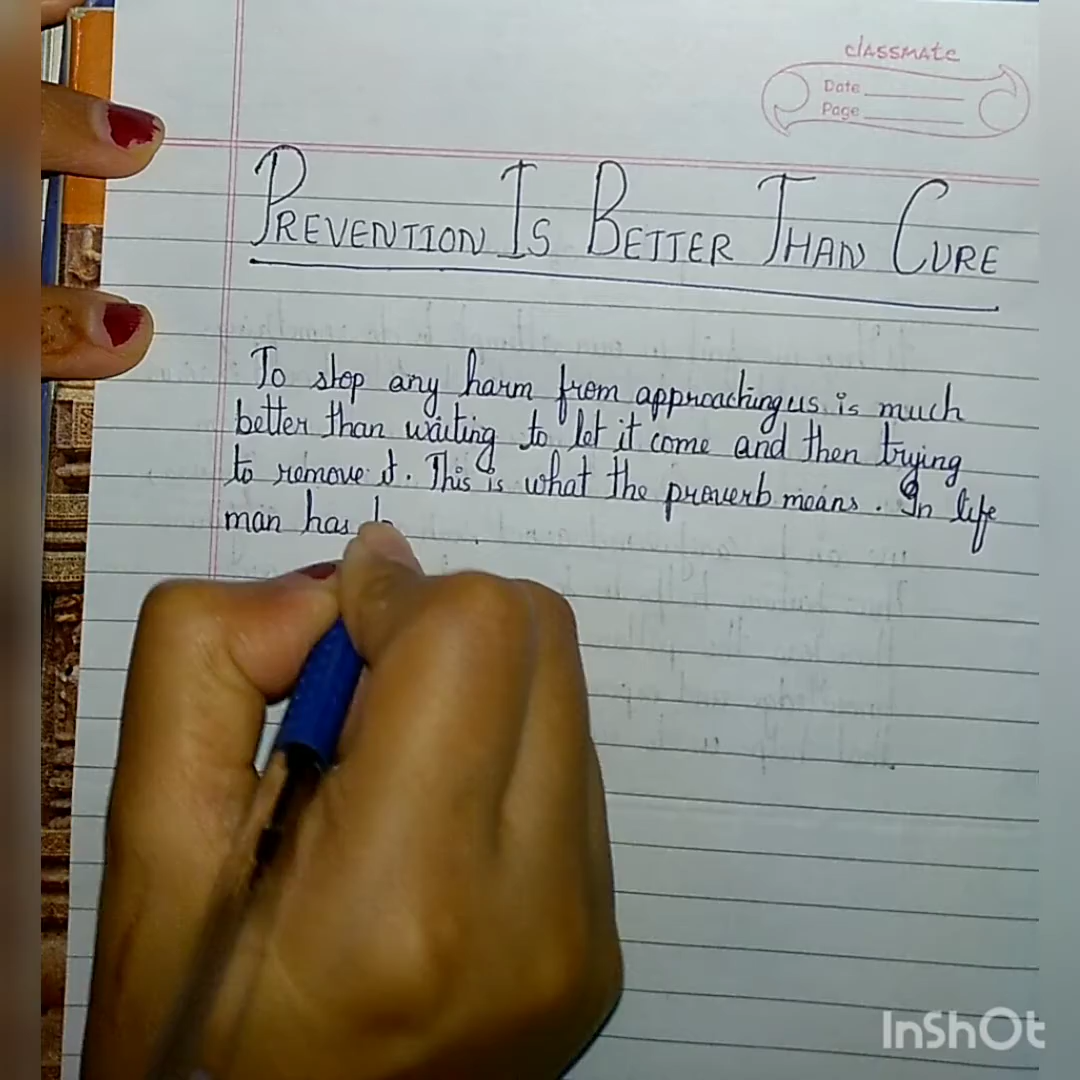 classmate
Date
Page
PREVENTION IS BETTER THAN CURE
To stop any harm from approaching us is much
better than waiting to let it come and then trying
to remove it. This is what the proverb means. In life
man has
InShOt